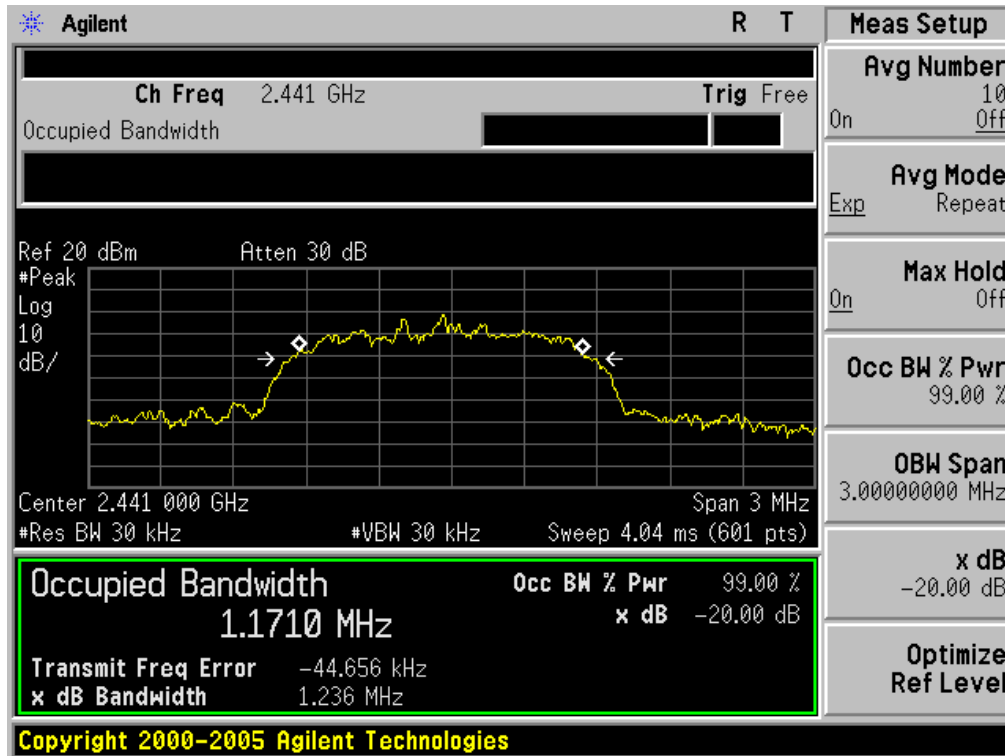 Agilent R T
Ch Freq 2.441 GHz Trig Free
Occupied Bandwidth
Ref 20 dBm Atten 30 dB
#Peak
Log
10
dB/
Center 2.441 000 GHz Span 3 MHz
#Res BW 30 kHz #VBW 30 kHz Sweep 4.04 ms (601 pts)
Occupied Bandwidth
1.1710 MHz
Occ BW % Pwr 99.00 %
x dB -20.00 dB
Transmit Freq Error -44.656 kHz
x dB Bandwidth 1.236 MHz
Copyright 2000-2005 Agilent Technologies
Meas Setup
Avg Number
10
On Off
Avg Mode
Exp Repeat
Max Hold
On Off
Occ BW % Pwr
99.00 %
OBW Span
3.00000000 MHz
x dB
-20.00 dB
Optimize
Ref Level